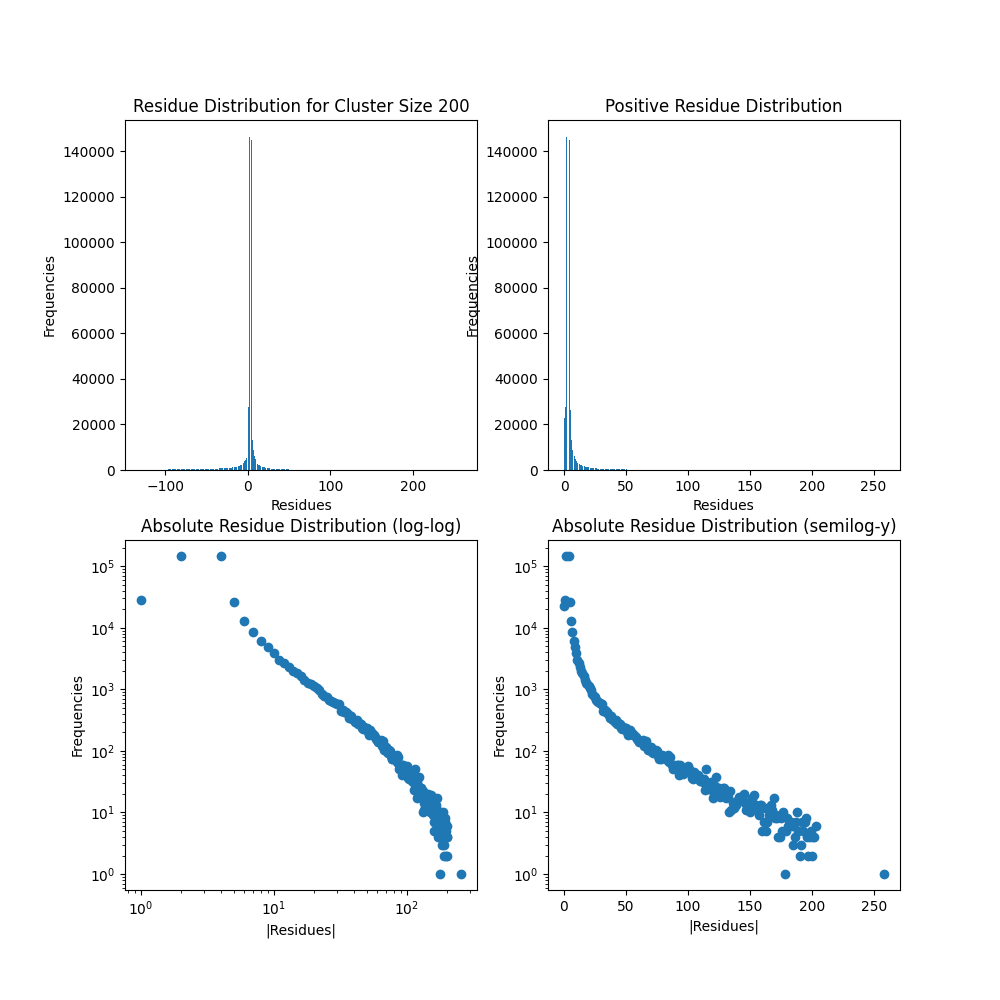 Residue Distribution for Cluster Size 200
Frequencies
140000
120000
100000
80000
60000
40000
20000
0
−100 0 100 200
Residues
Positive Residue Distribution
Frequencies
140000
120000
100000
80000
60000
40000
20000
0
0 50 100 150 200 250
Residues
Absolute Residue Distribution (log-log)
Frequencies
10⁵
10⁴
10³
10²
10¹
10⁰
10⁰ 10¹ 10²
|Residues|
Absolute Residue Distribution (semilog-y)
Frequencies
10⁵
10⁴
10³
10²
10¹
10⁰
0 50 100 150 200 250
|Residues|